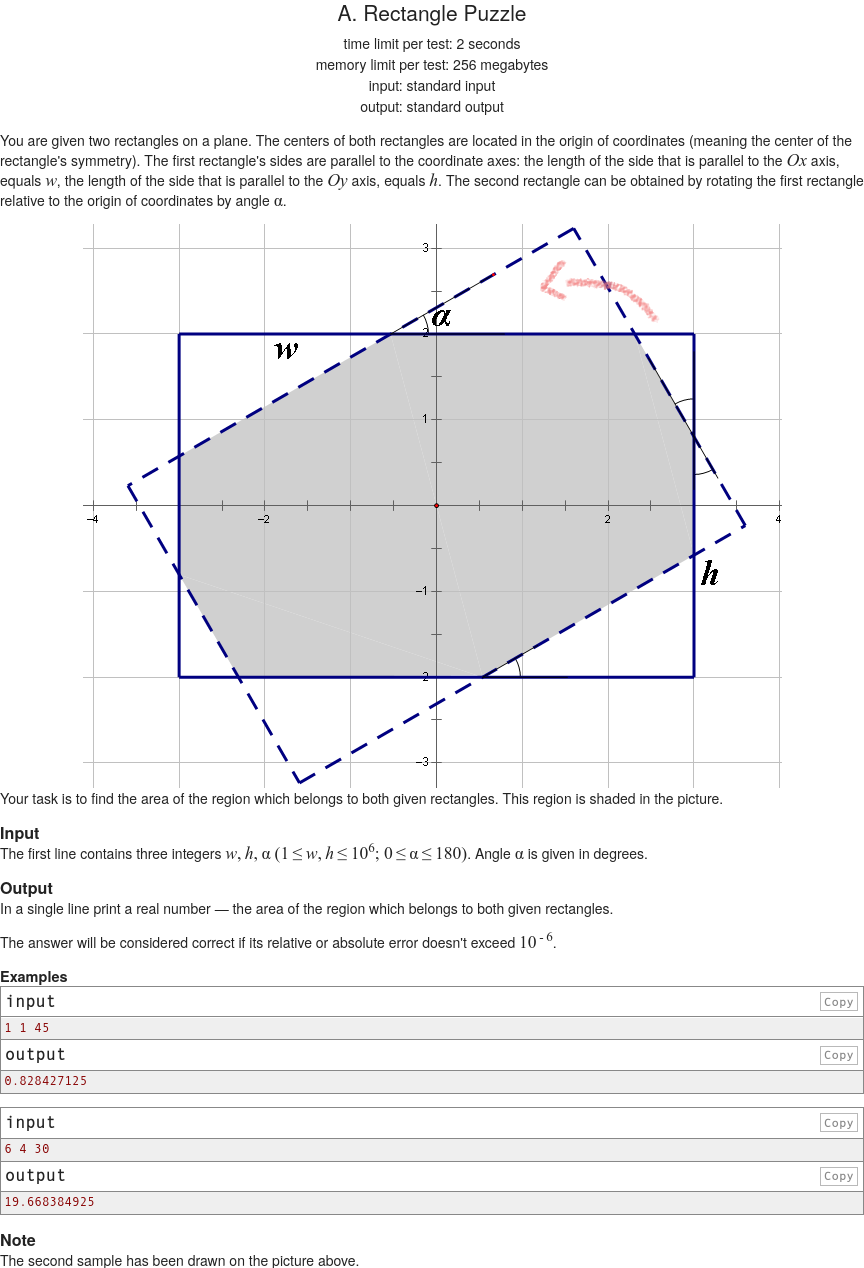 A. Rectangle Puzzle
time limit per test: 2 seconds
memory limit per test: 256 megabytes
input: standard input
output: standard output
You are given two rectangles on a plane. The centers of both rectangles are located in the origin of coordinates (meaning the center of the
rectangle's symmetry). The first rectangle's sides are parallel to the coordinate axes: the length of the side that is parallel to the Ox axis,
equals w, the length of the side that is parallel to the Oy axis, equals h. The second rectangle can be obtained by rotating the first rectangle
relative to the origin of coordinates by angle α.
3
α
2
w
1
−4
−2
2
4
−1
h
−2
−3
Your task is to find the area of the region which belongs to both given rectangles. This region is shaded in the picture.
Input
The first line contains three integers w, h, α (1 ≤ w, h ≤ 10^6; 0 ≤ α ≤ 180). Angle α is given in degrees.
Output
In a single line print a real number — the area of the region which belongs to both given rectangles.
The answer will be considered correct if its relative or absolute error doesn't exceed 10^-6.
Examples
input
Copy
1 1 45
output
Copy
0.828427125
input
Copy
6 4 30
output
Copy
19.668384925
Note
The second sample has been drawn on the picture above.